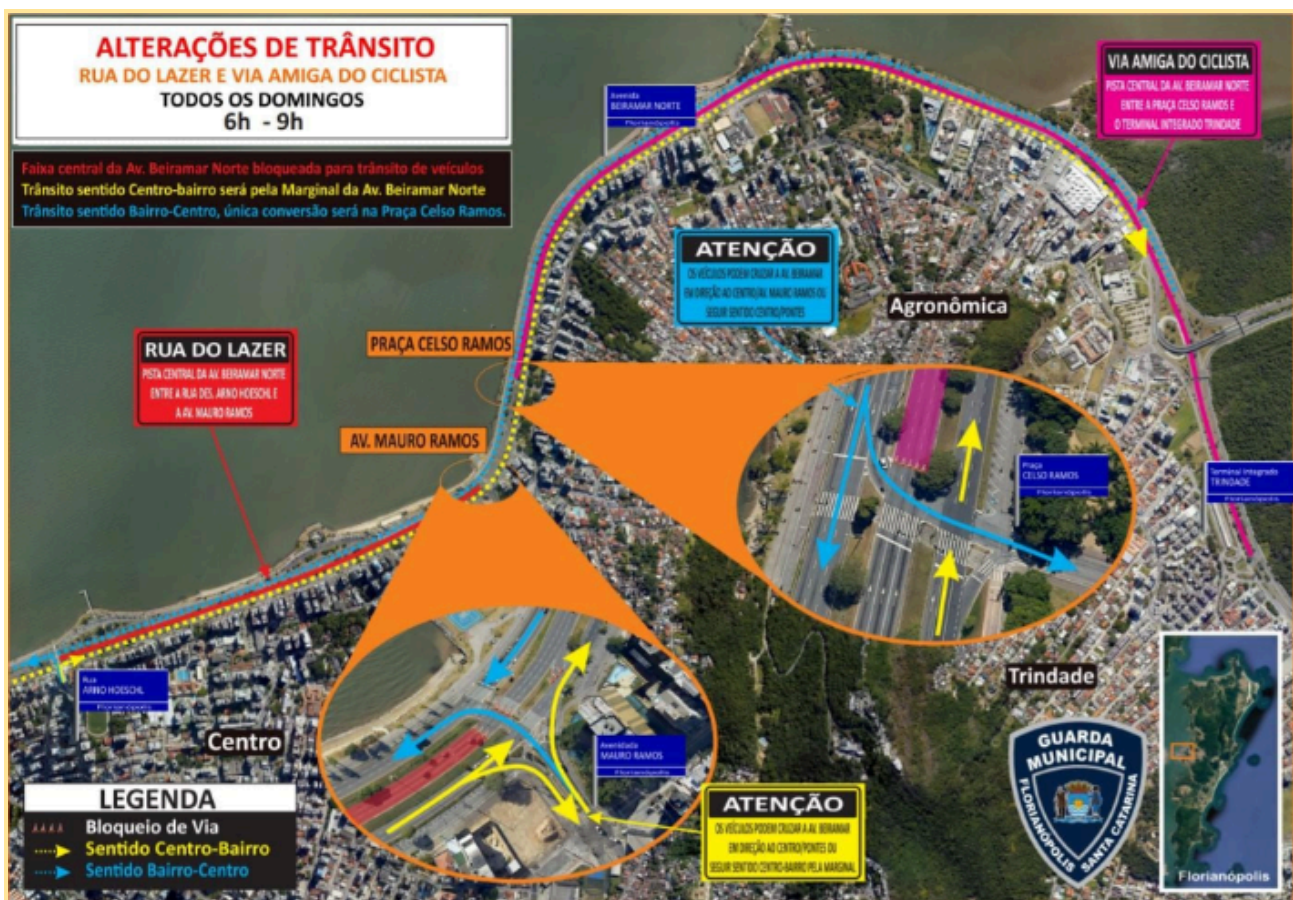 ALTERAÇÕES DE TRÂNSITO
RUA DO LAZER E VIA AMIGA DO CICLISTA
TODOS OS DOMINGOS
6h - 9h
Faixa central da Av. Beiramar Norte bloqueada para trânsito de veículos
Trânsito sentido Centro-bairro será pela Marginal da Av. Beiramar Norte
Trânsito sentido Bairro-Centro, única conversão será na Praça Celso Ramos.
Avenida
BEIRAMAR NORTE
Florianópolis
VIA AMIGA DO CICLISTA
PISTA CENTRAL DA AV. BEIRAMAR NORTE
ENTRE A PRAÇA CELSO RAMOS E
O TERMINAL INTEGRADO TRINDADE
ATENÇÃO
OS VEÍCULOS PODEM CRUZAR A AV. BEIRAMAR
EM DIREÇÃO AO CENTRO/AV. MAURO RAMOS OU
SEGUIR SENTIDO CENTRO/PONTES
Agronômica
RUA DO LAZER
PISTA CENTRAL DA AV. BEIRAMAR NORTE
ENTRE A RUA DES. ARNO HOESCHL E
A AV. MAURO RAMOS
PRAÇA CELSO RAMOS
AV. MAURO RAMOS
Praça
CELSO RAMOS
Florianópolis
Terminal Integrado
TRINDADE
Florianópolis
Rua
ARNO HOESCHL
Florianópolis
Centro
Trindade
Avenidada
MAURO RAMOS
Florianópolis
ATENÇÃO
OS VEÍCULOS PODEM CRUZAR A AV. BEIRAMAR
EM DIREÇÃO AO CENTRO/PONTES OU
SEGUIR SENTIDO CENTRO-BAIRRO PELA MARGINAL
LEGENDA
Bloqueio de Via
Sentido Centro-Bairro
Sentido Bairro-Centro
GUARDA
MUNICIPAL
FLORIANÓPOLIS SANTA CATARINA
Florianópolis